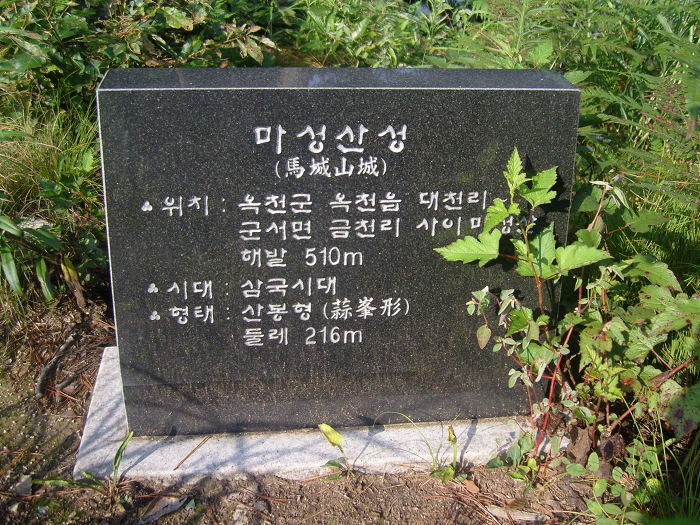 마성산성
(馬城山城)
♣ 위치 : 옥천군 옥천읍 대천리
군서면 금천리 사이
해발 510m
♣ 시대 : 삼국시대
♣ 형태 : 산봉형 (蒜峯形)
둘레 216m